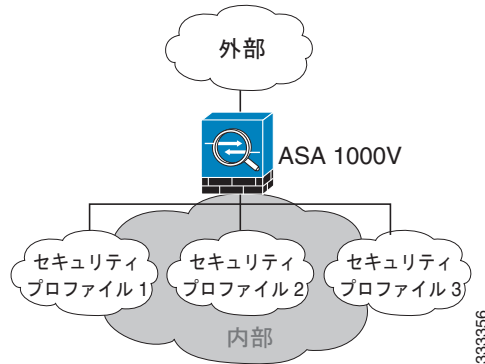 外部
ASA 1000V
セキュリティ
プロファイル 1
セキュリティ
プロファイル 2
セキュリティ
プロファイル 3
内部
333356